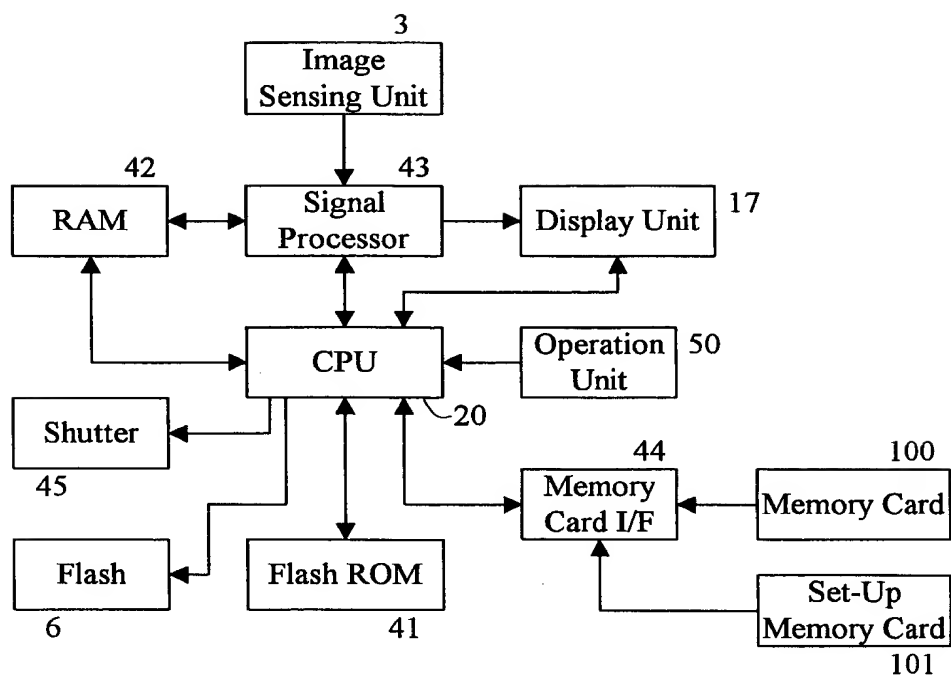 3
Image
Sensing Unit
42
43
17
RAM
Signal
Processor
Display Unit
CPU
Operation
Unit
50
20
Shutter
45
44
100
Memory
Card I/F
Memory Card
Flash
6
Flash ROM
41
Set-Up
Memory Card
101